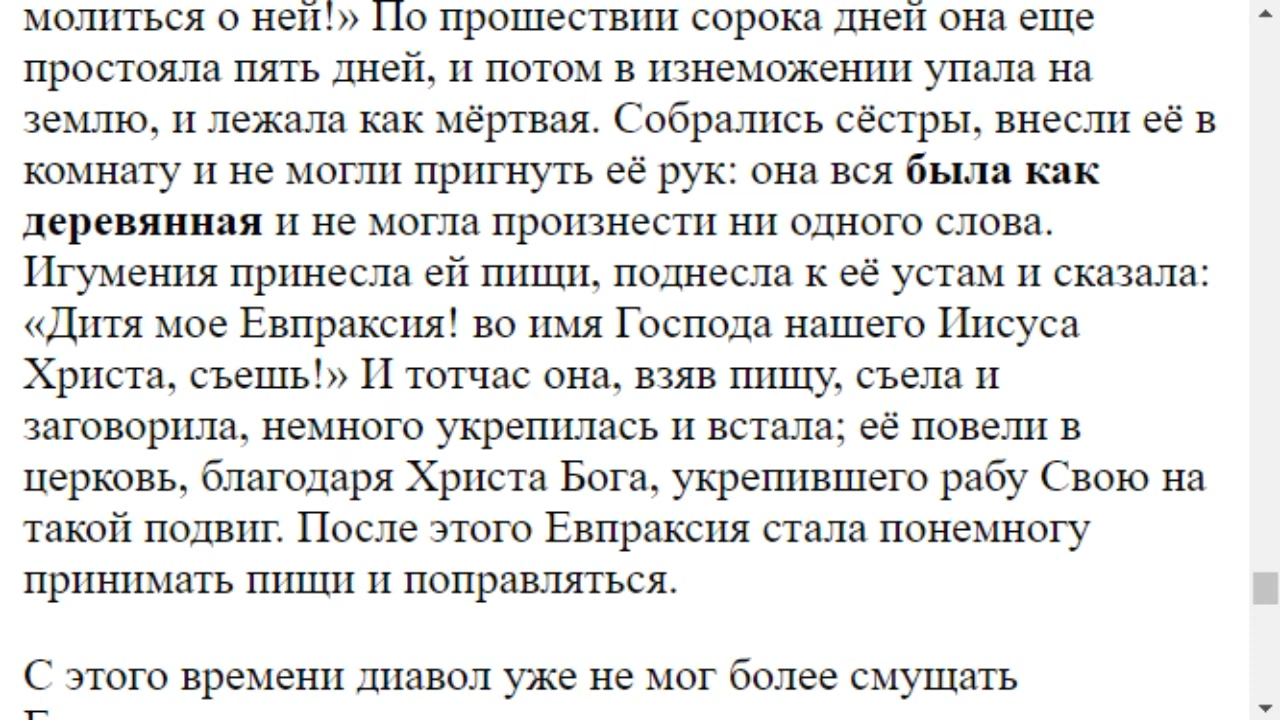 молиться о ней!» По прошествии сорока дней она еще
простояла пять дней, и потом в изнеможении упала на
землю, и лежала как мёртвая. Собрались сёстры, внесли её в
комнату и не могли пригнуть её рук: она вся была как
деревянная и не могла произнести ни одного слова.
Игумения принесла ей пищи, поднесла к её устам и сказала:
«Дитя мое Евпраксия! во имя Господа нашего Иисуса
Христа, съешь!» И тотчас она, взяв пищу, съела и
заговорила, немного укрепилась и встала; её повели в
церковь, благодаря Христа Бога, укрепившего рабу Свою на
такой подвиг. После этого Евпраксия стала понемногу
принимать пищи и поправляться.
С этого времени диавол уже не мог более смущать